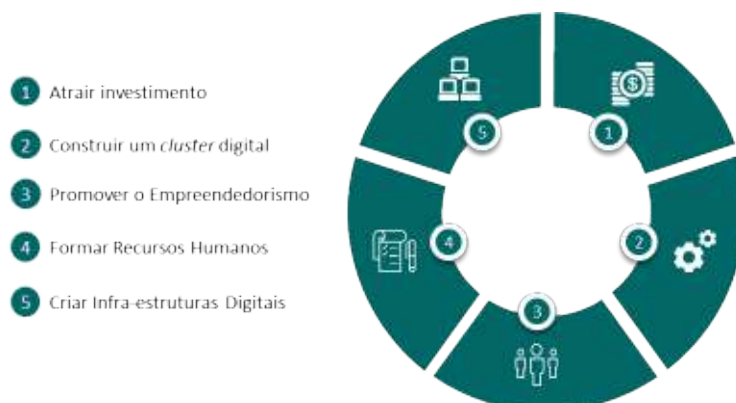 1 Atrair investimento
2 Construir um cluster digital
3 Promover o Empreendedorismo
4 Formar Recursos Humanos
5 Criar Infra-estruturas Digitais
$
5
1
4
2
3